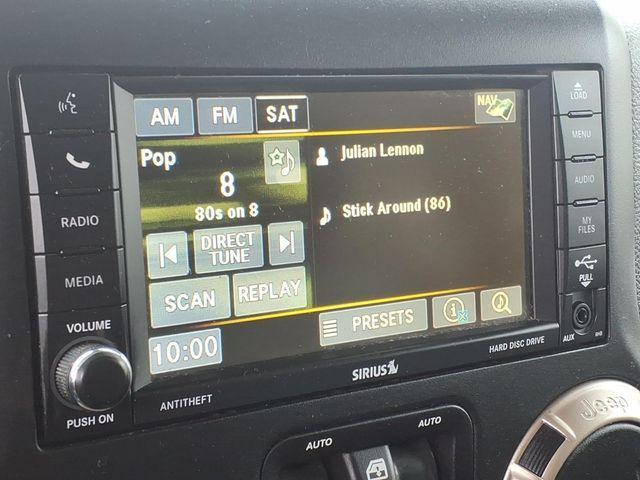 AM FM SAT NAV
Pop
8
80s on 8
Julian Lennon
Stick Around (86)
DIRECT
TUNE
SCAN REPLAY
PRESETS
10:00
RADIO
MEDIA
VOLUME
PUSH ON
ANTITHEFT
SIRIUS
HARD DISC DRIVE
LOAD
MENU
AUDIO
MY
FILES
PULL
AUX
AUTO
AUTO
Jeep